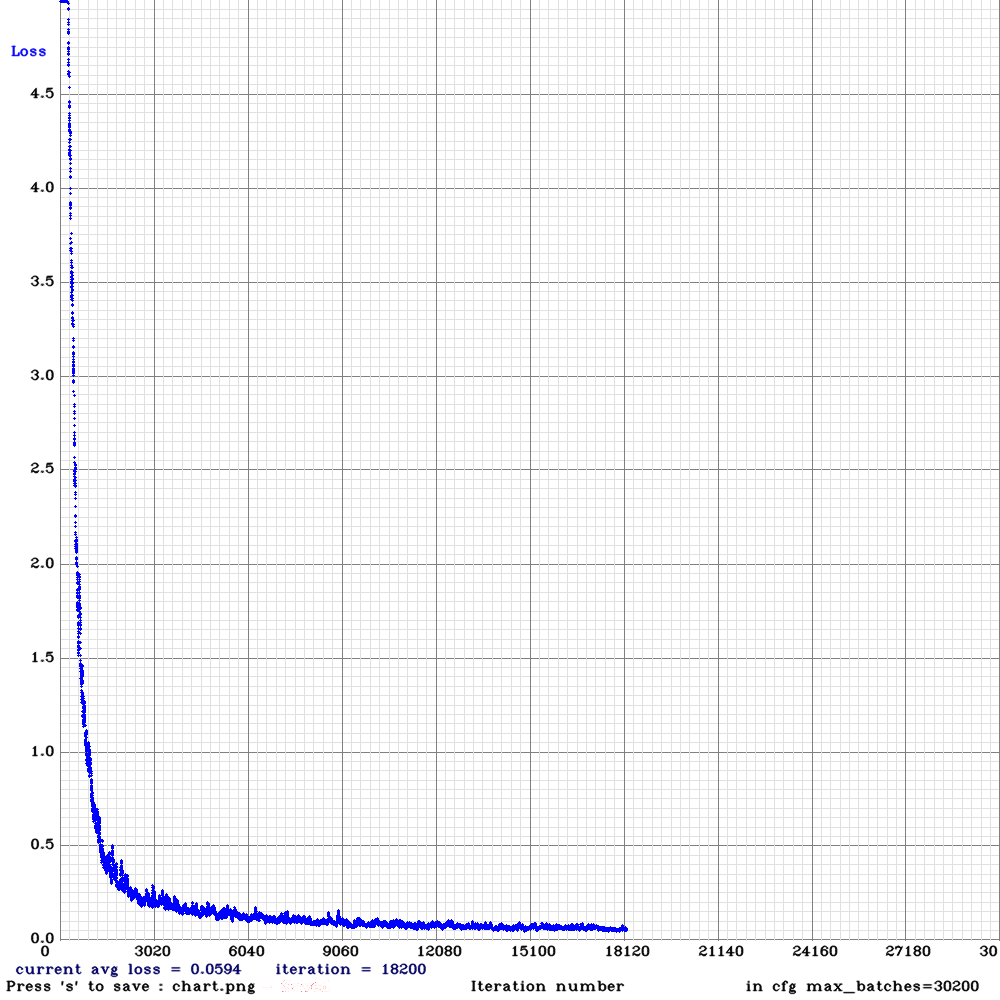 Loss
4.5
4.0
3.5
3.0
2.5
2.0
1.5
1.0
0.5
0.0
0 3020 6040 9060 12080 15100 18120 21140 24160 27180 30
current avg loss = 0.0594 iteration = 18200
Press 's' to save : chart.png - Iteration number in cfg max_batches=30200